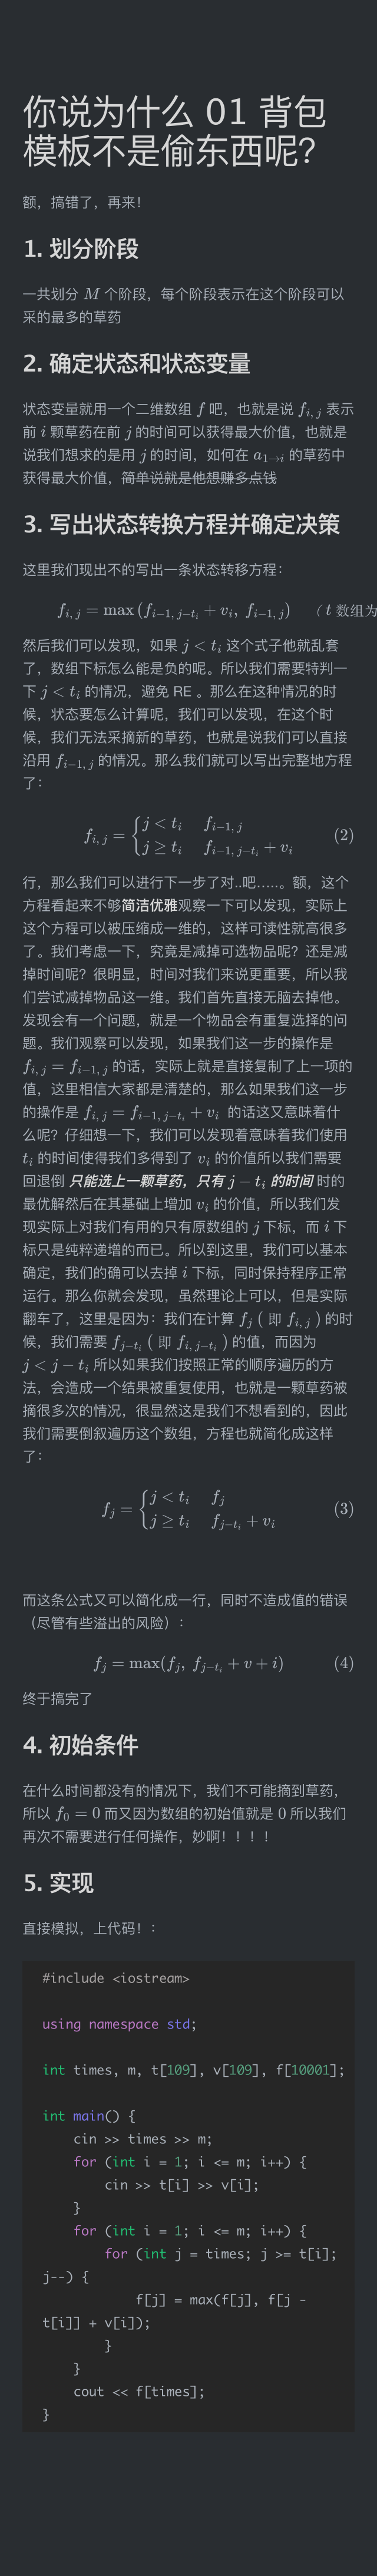 你说为什么 01 背包
模板不是偷东西呢？
额，搞错了，再来！
1. 划分阶段
一共划分 M 个阶段，每个阶段表示在这个阶段可以
采的最多的草药
2. 确定状态和状态变量
状态变量就用一个二维数组 f 吧，也就是说 f_{i,j} 表示
前 i 颗草药在前 j 的时间可以获得最大价值，也就是
说我们想求的是用 j 的时间，如何在 a_{1→i} 的草药中
获得最大价值，简单说就是他想赚多点钱
3. 写出状态转换方程并确定决策
这里我们现出不的写出一条状态转移方程：
f_{i,j} = max (f_{i−1,j−t_i} + v_i, f_{i−1,j}) （t 数组为
然后我们可以发现，如果 j < t_i 这个式子他就乱套
了，数组下标怎么能是负的呢。所以我们需要特判一
下 j < t_i 的情况，避免 RE 。那么在这种情况的时
候，状态要怎么计算呢，我们可以发现，在这个时
候，我们无法采摘新的草药，也就是说我们可以直接
沿用 f_{i−1,j} 的情况。那么我们就可以写出完整地方程
了：
f_{i,j} = { j < t_i f_{i−1,j}
j ≥ t_i f_{i−1,j−t_i} + v_i (2)
行，那么我们可以进行下一步了对..吧.....。额，这个
方程看起来不够简洁优雅观察一下可以发现，实际上
这个方程可以被压缩成一维的，这样可读性就高很多
了。我们考虑一下，究竟是减掉可选物品呢？还是减
掉时间呢？很明显，时间对我们来说更重要，所以我
们尝试减掉物品这一维。我们首先直接无脑去掉他。
发现会有一个问题，就是一个物品会有重复选择的问
题。我们观察可以发现，如果我们这一步的操作是
f_{i,j} = f_{i−1,j} 的话，实际上就是直接复制了上一项的
值，这里相信大家都是清楚的，那么如果我们这一步
的操作是 f_{i,j} = f_{i−1,j−t_i} + v_i 的话这又意味着什
么呢？仔细想一下，我们可以发现着意味着我们使用
t_i 的时间使得我们多得到了 v_i 的价值所以我们需要
回退倒 只能选上一颗草药，只有 j − t_i 的时间 时的
最优解然后在其基础上增加 v_i 的价值，所以我们发
现实际上对我们有用的只有原数组的 j 下标，而 i 下
标只是纯粹递增的而已。所以到这里，我们可以基本
确定，我们的确可以去掉 i 下标，同时保持程序正常
运行。那么你就会发现，虽然理论上可以，但是实际
翻车了，这里是因为：我们在计算 f_j ( 即 f_{i,j} ) 的时
候，我们需要 f_{j−t_i} ( 即 f_{i,j−t_i} ) 的值，而因为
j < j − t_i 所以如果我们按照正常的顺序遍历的方
法，会造成一个结果被重复使用，也就是一颗草药被
摘很多次的情况，很显然这是我们不想看到的，因此
我们需要倒叙遍历这个数组，方程也就简化成这样
了：
f_j = { j < t_i f_j
j ≥ t_i f_{j−t_i} + v_i (3)
而这条公式又可以简化成一行，同时不造成值的错误
（尽管有些溢出的风险）：
f_j = max(f_j, f_{j−t_i} + v + i) (4)
终于搞完了
4. 初始条件
在什么时间都没有的情况下，我们不可能摘到草药，
所以 f_0 = 0 而又因为数组的初始值就是 0 所以我们
再次不需要进行任何操作，妙啊！！！！
5. 实现
直接模拟，上代码！：
#include <iostream>
using namespace std;
int times, m, t[109], v[109], f[10001];
int main() {
cin >> times >> m;
for (int i = 1; i <= m; i++) {
cin >> t[i] >> v[i];
}
for (int i = 1; i <= m; i++) {
for (int j = times; j >= t[i];
j--) {
f[j] = max(f[j], f[j -
t[i]] + v[i]);
}
}
cout << f[times];
}